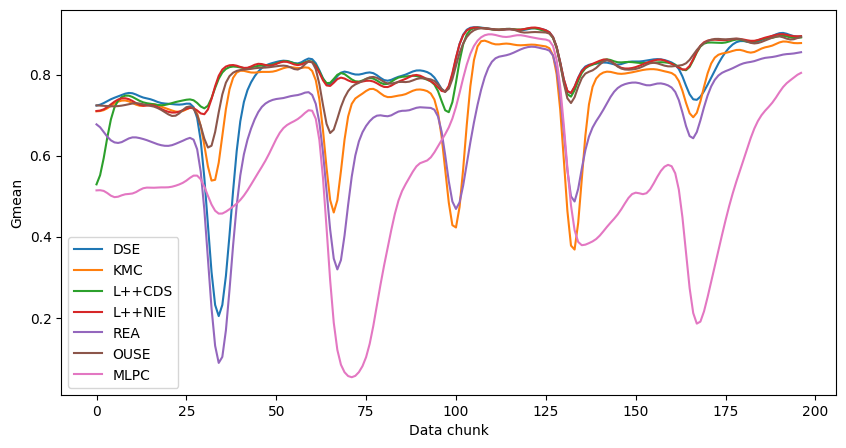 Gmean
0.8
0.6
0.4
0.2
DSE
KMC
L++CDS
L++NIE
REA
OUSE
MLPC
0 25 50 75 100 125 150 175 200
Data chunk